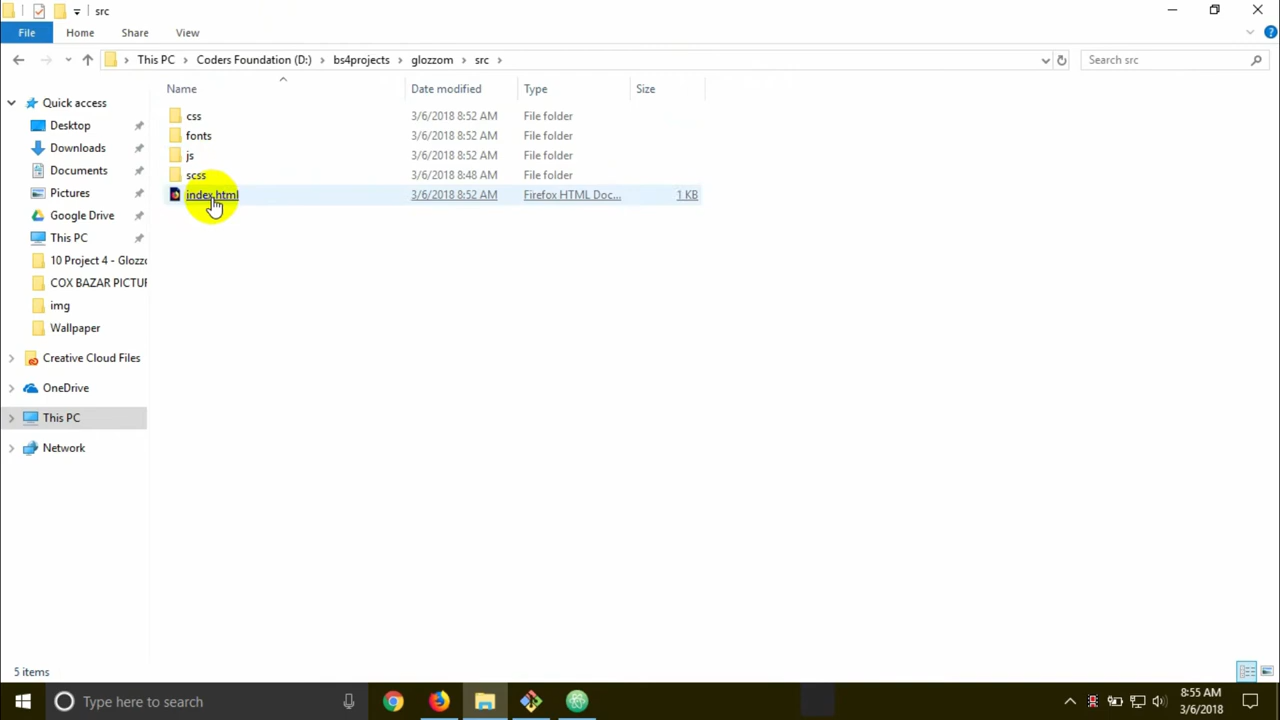 src
File Home Share View
This PC Coders Foundation (D:) bs4projects glozzom src Search src
Name Date modified Type Size
Quick access
Desktop
Downloads
Documents
Pictures
Google Drive
This PC
10 Project 4 - Glozzo
COX BAZAR PICTUR
img
Wallpaper
Creative Cloud Files
OneDrive
This PC
Network
css 3/6/2018 8:52 AM File folder
fonts 3/6/2018 8:52 AM File folder
js 3/6/2018 8:52 AM File folder
scss 3/6/2018 8:48 AM File folder
index.html 3/6/2018 8:52 AM Firefox HTML Doc... 1 KB
5 items
Type here to search
8:55 AM
3/6/2018